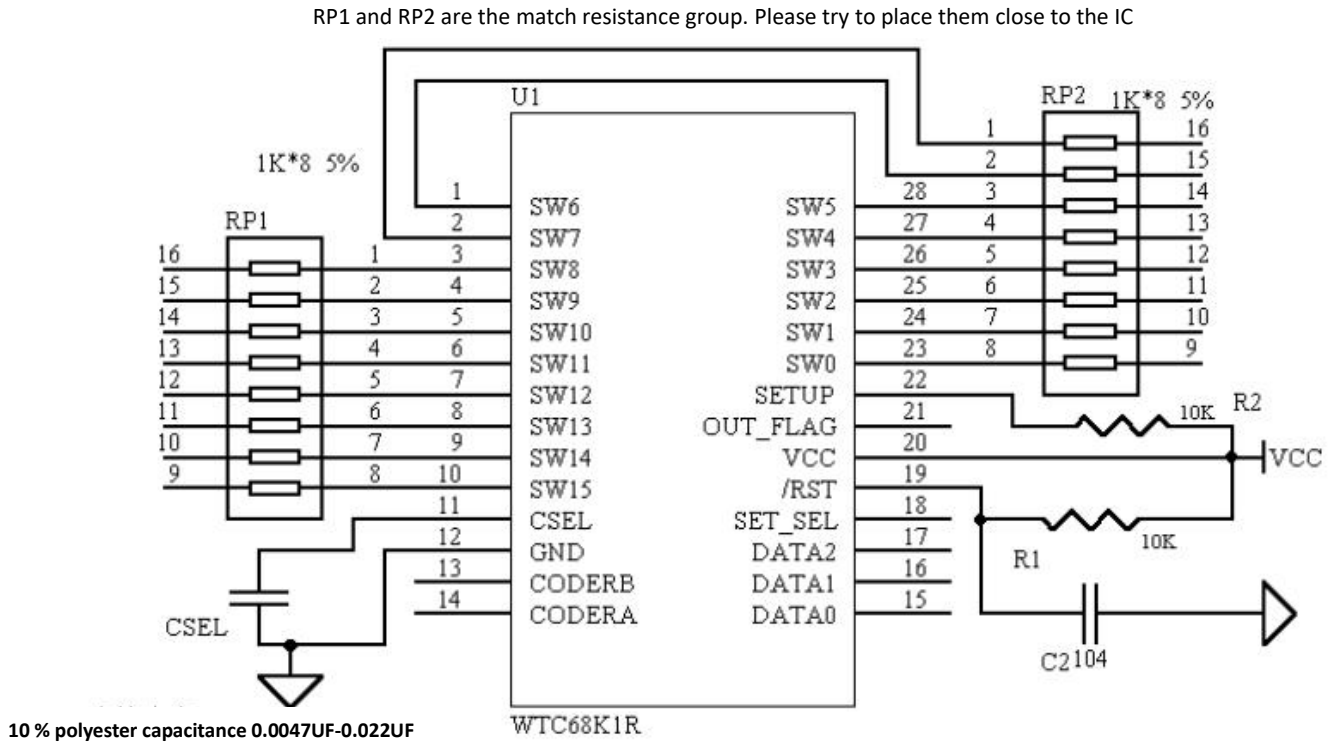 RP1 and RP2 are the match resistance group. Please try to place them close to the IC
U1
RP2 1K*8 5%
1 16
2 15
1K*8 5%
1 SW6 SW5 28 3 14
RP1
2 SW7 SW4 27 4 13
16 1 3 SW8 SW3 26 5 12
15 2 4 SW9 SW2 25 6 11
14 3 5 SW10 SW1 24 7 10
13 4 6 SW11 SW0 23 8 9
12 5 7 SW12 SETUP 22
10K R2
11 6 8 SW13 OUT_FLAG 21
10 7 9 SW14 VCC 20 VCC
9 8 10 SW15 /RST 19
11 CSEL SET_SEL 18
12 GND DATA2 17
R1 10K
13 CODERB DATA1 16
14 CODERA DATA0 15
CSEL
C2 104
WTC68K1R
10 % polyester capacitance 0.0047UF-0.022UF